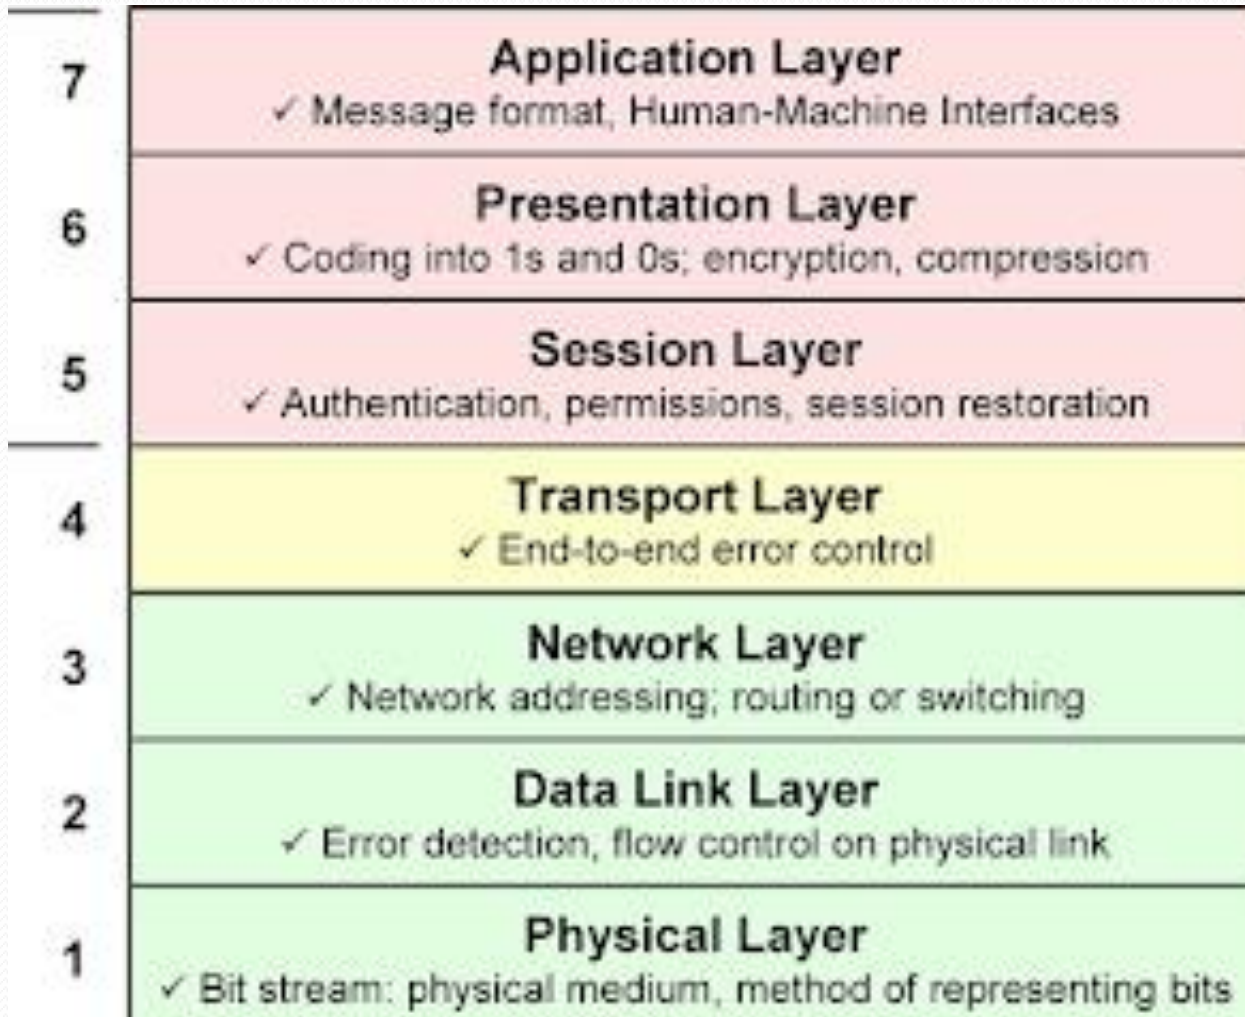 7
Application Layer
✓ Message format, Human-Machine Interfaces
6
Presentation Layer
✓ Coding into 1s and 0s; encryption, compression
5
Session Layer
✓ Authentication, permissions, session restoration
4
Transport Layer
✓ End-to-end error control
3
Network Layer
✓ Network addressing; routing or switching
2
Data Link Layer
✓ Error detection, flow control on physical link
1
Physical Layer
✓ Bit stream: physical medium, method of representing bits